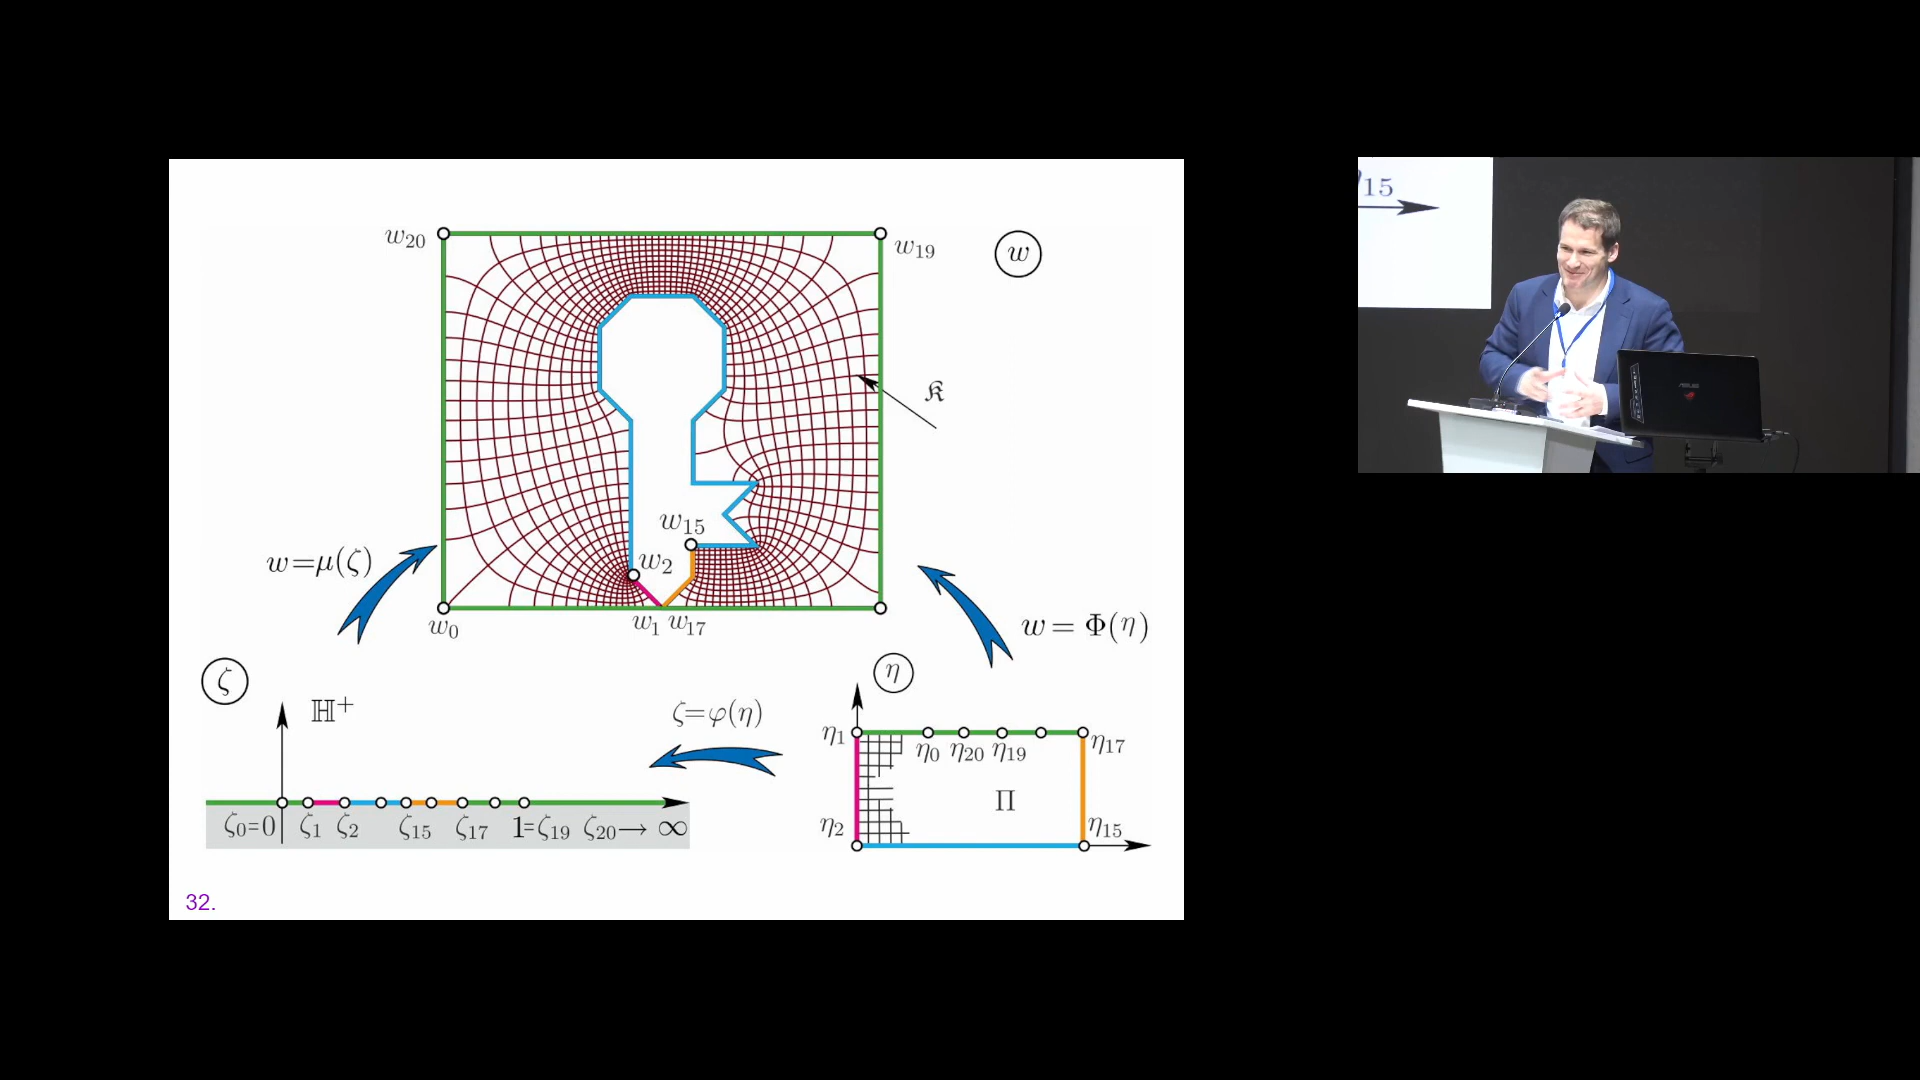 w₂₀
w₁₉
w
𝔎
w₁₅
w₂
w=μ(ζ)
w₀
w₁ w₁₇
w = Φ(η)
ζ
η
ℍ⁺
ζ=φ(η)
η₁
η₀ η₂₀ η₁₉
η₁₇
Π
η₂
η₁₅
ζ₀=0 ζ₁ ζ₂ ζ₁₅ ζ₁₇ 1=ζ₁₉ ζ₂₀→ ∞
32.
15
ASUS